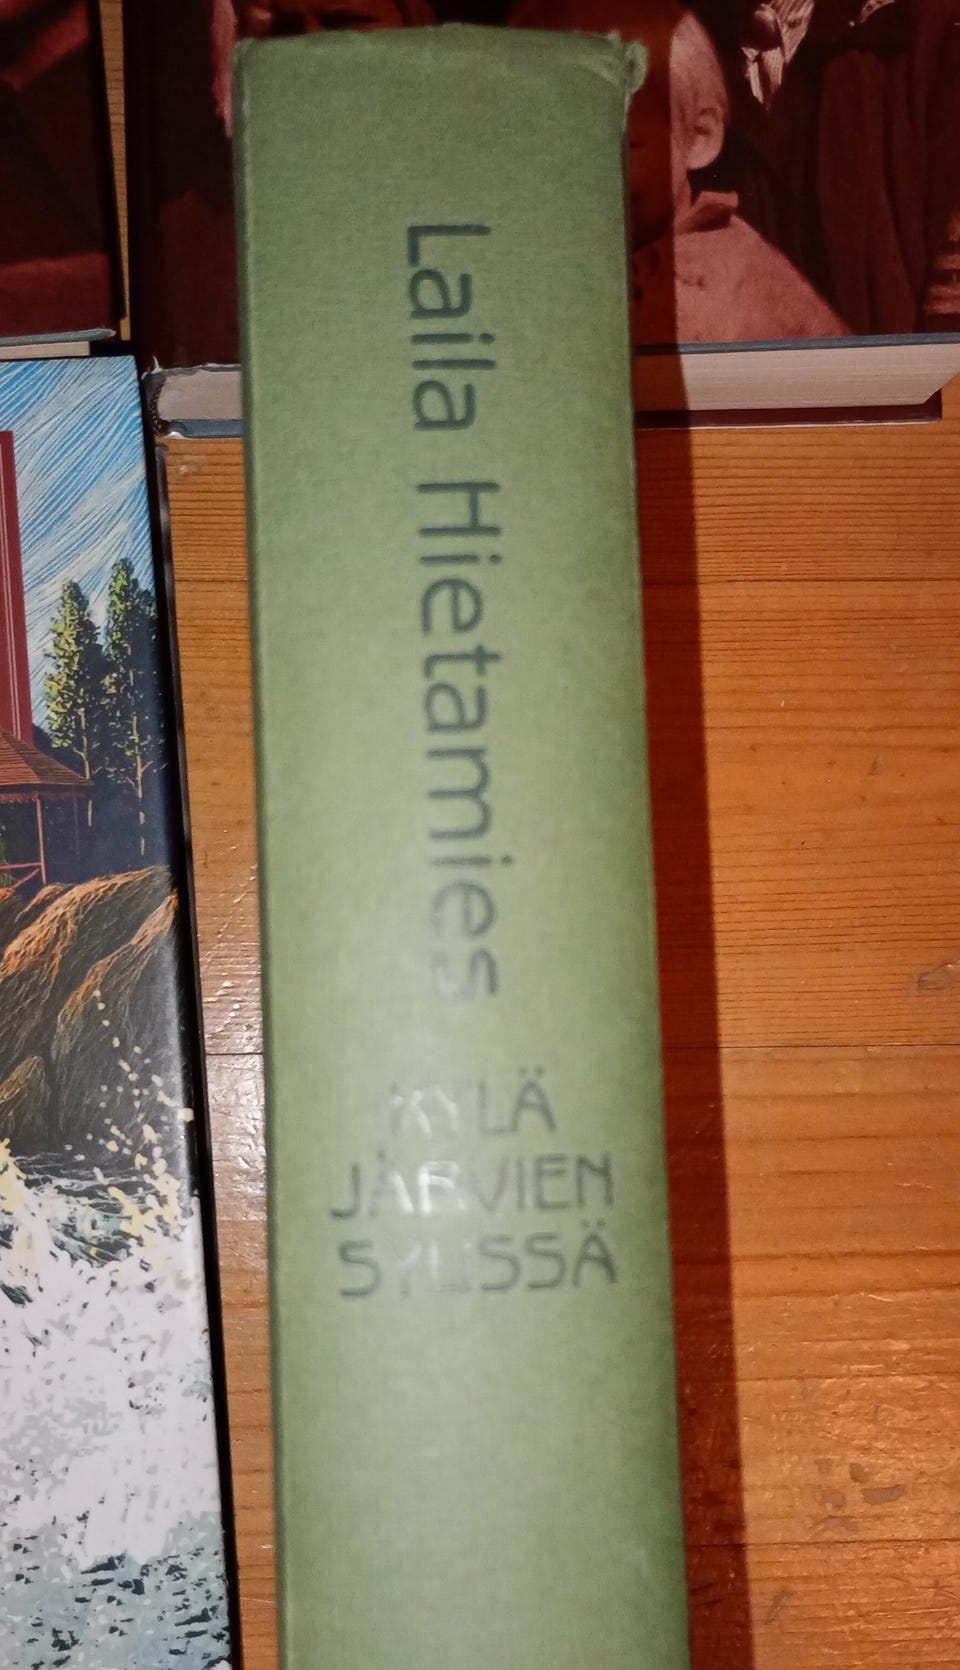 Laila Hietamies
KYLÄ
JÄRVIEN
SYLISSÄ